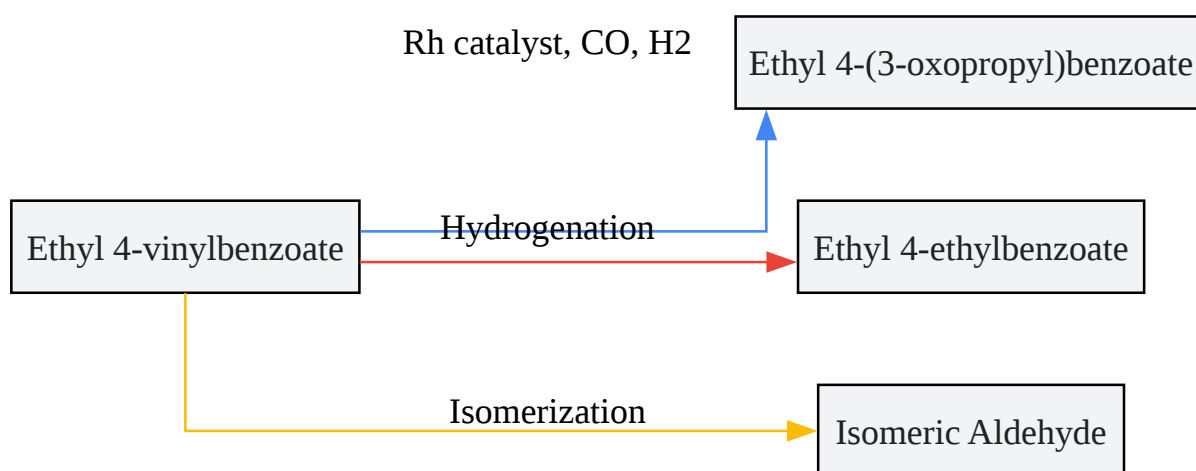 Rh catalyst, CO, H2
Ethyl 4-(3-oxopropyl)benzoate
Hydrogenation
Ethyl 4-vinylbenzoate
Ethyl 4-ethylbenzoate
Isomerization
Isomeric Aldehyde